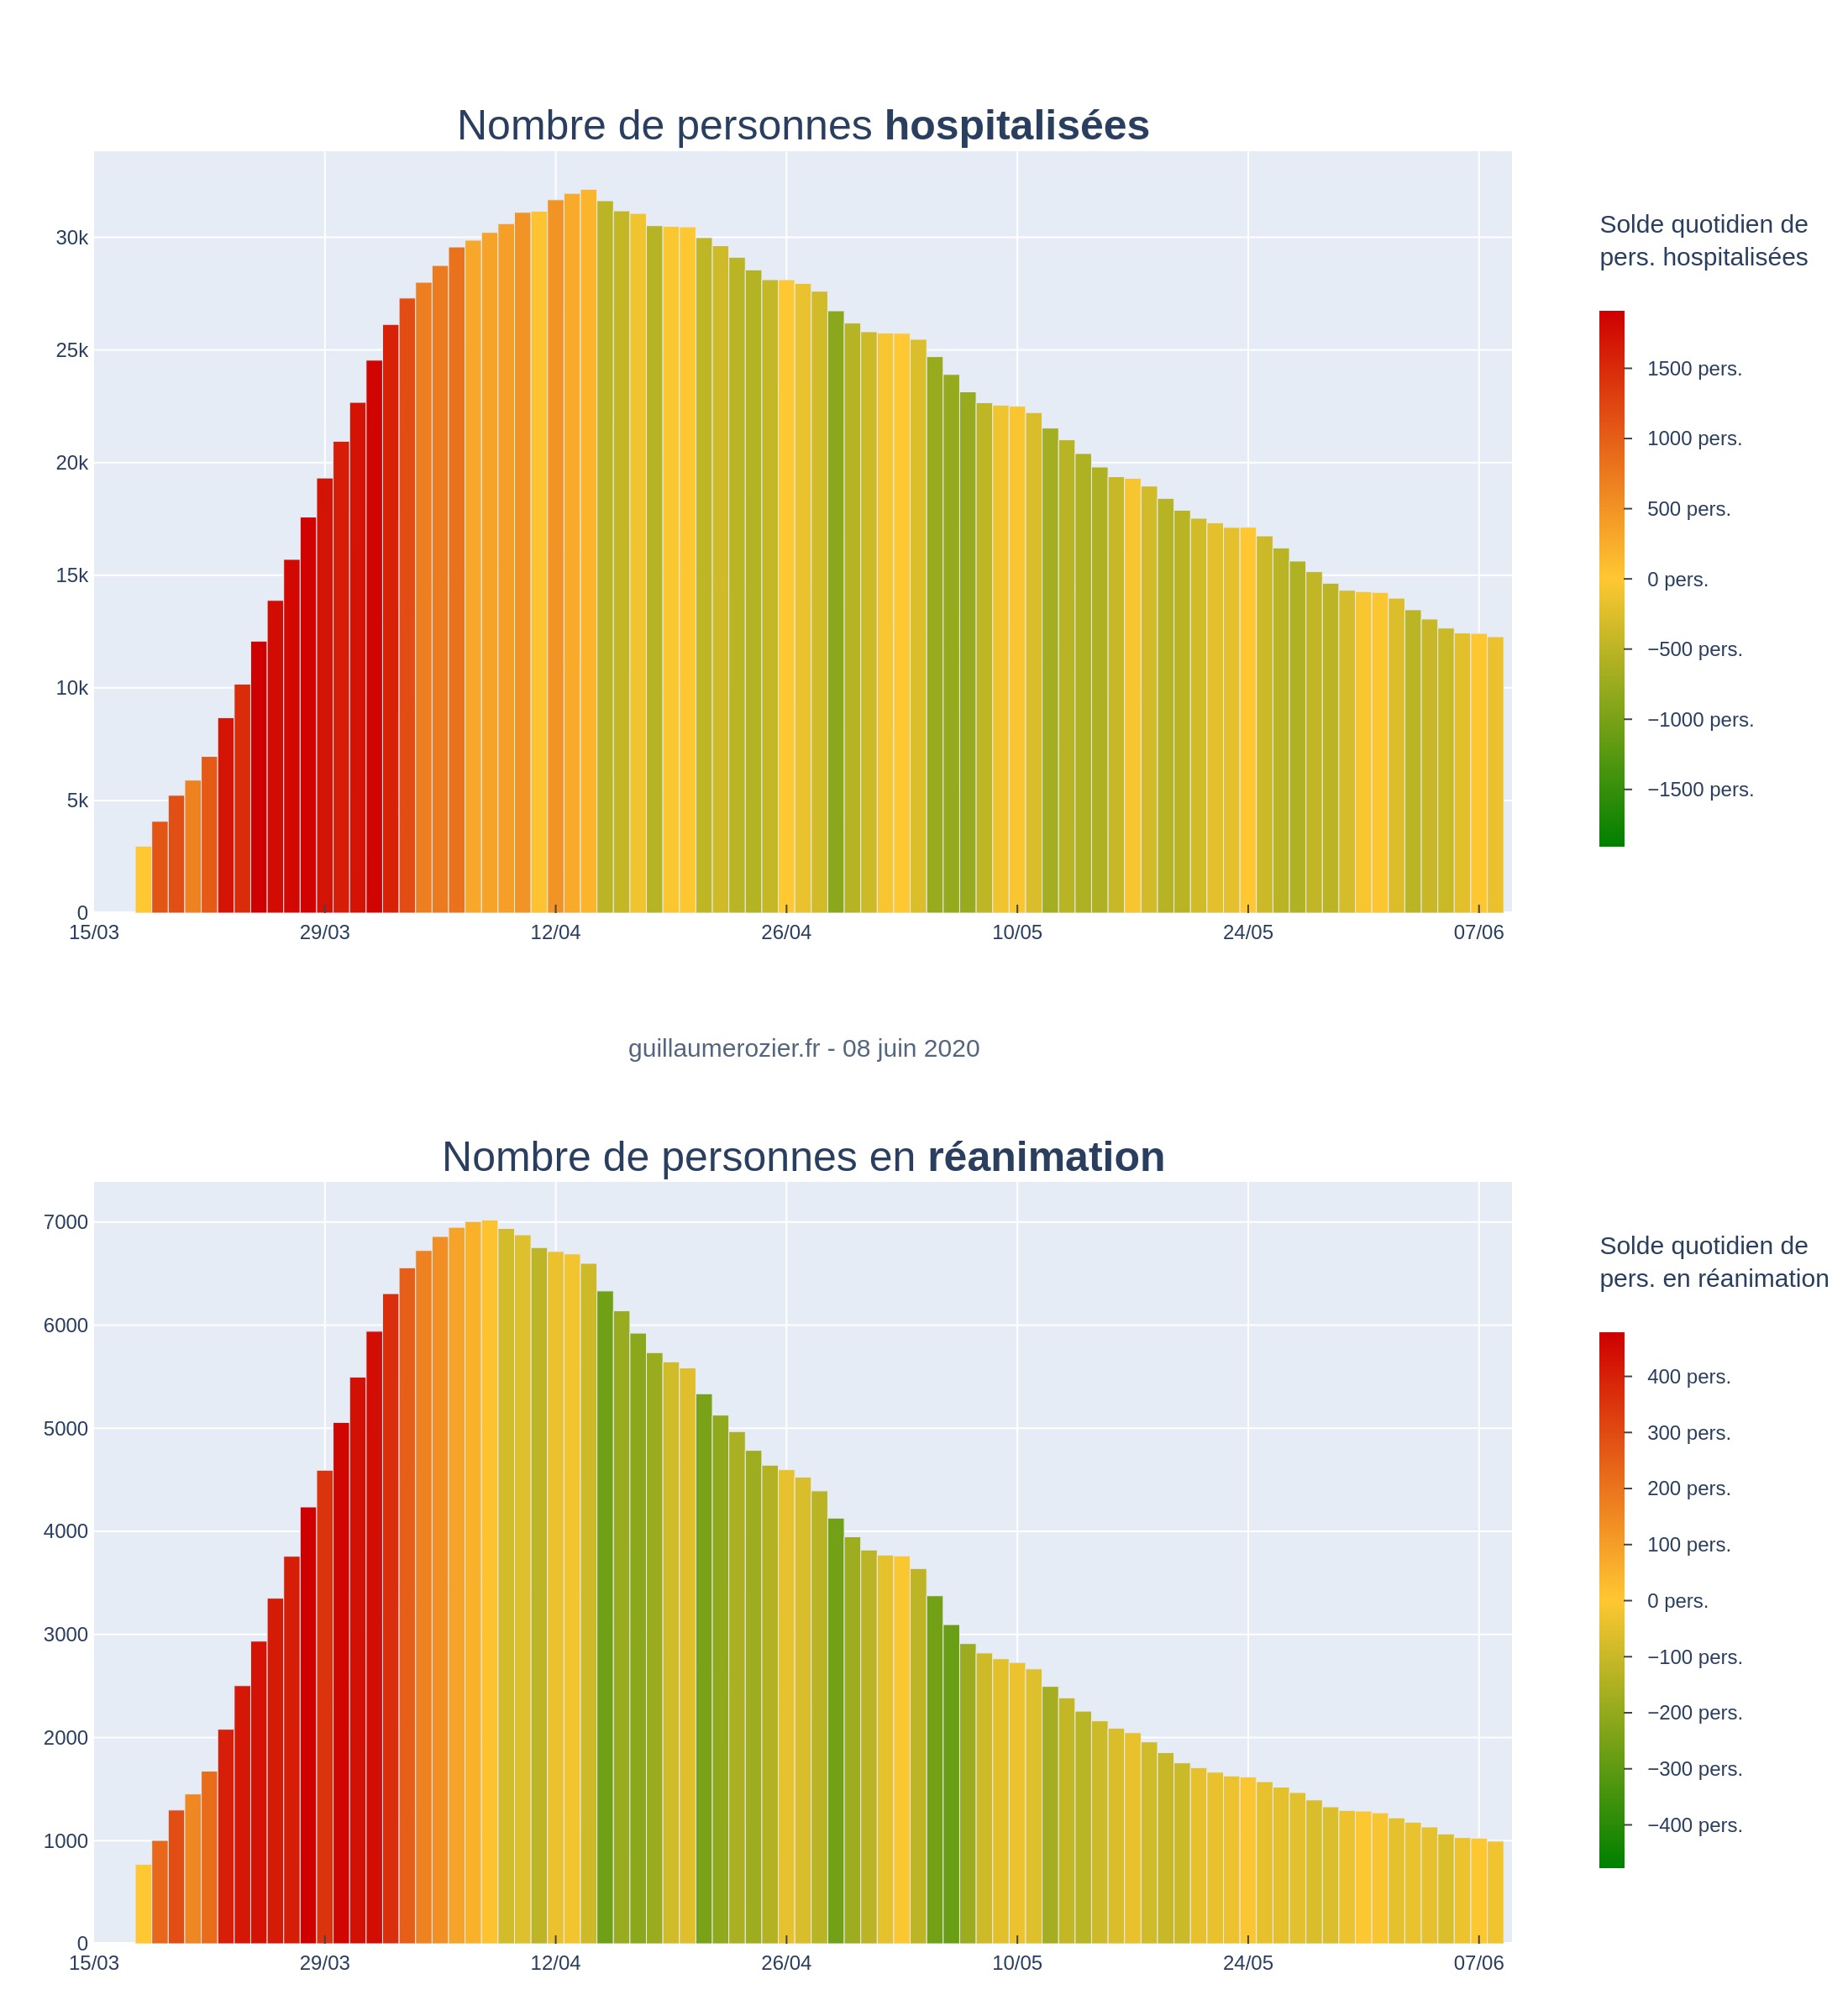 Nombre de personnes hospitalisées
30k
25k
20k
15k
10k
5k
0
15/03 29/03 12/04 26/04 10/05 24/05 07/06
Solde quotidien de
pers. hospitalisées
1500 pers.
1000 pers.
500 pers.
0 pers.
−500 pers.
−1000 pers.
−1500 pers.
guillaumerozier.fr - 08 juin 2020
Nombre de personnes en réanimation
7000
6000
5000
4000
3000
2000
1000
0
15/03 29/03 12/04 26/04 10/05 24/05 07/06
Solde quotidien de
pers. en réanimation
400 pers.
300 pers.
200 pers.
100 pers.
0 pers.
−100 pers.
−200 pers.
−300 pers.
−400 pers.